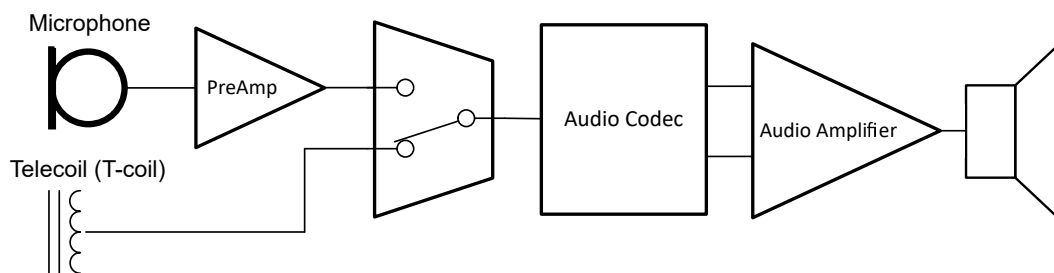 Microphone
PreAmp
Audio Codec
Audio Amplifier
Telecoil (T-coil)